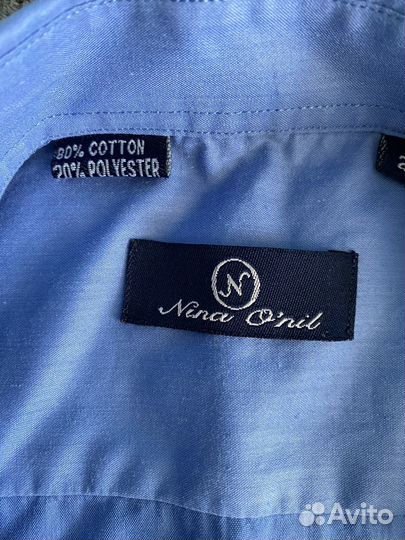 80% COTTON
20% POLYESTER
N
Nina O'nil
Avito